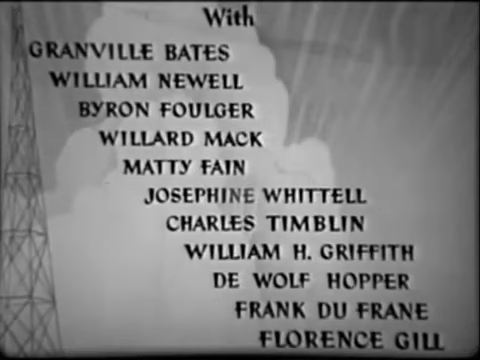 With
GRANVILLE BATES
WILLIAM NEWELL
BYRON FOULGER
WILLARD MACK
MATTY FAIN
JOSEPHINE WHITTELL
CHARLES TIMBLIN
WILLIAM H. GRIFFITH
DE WOLF HOPPER
FRANK DU FRANE
FLORENCE GILL